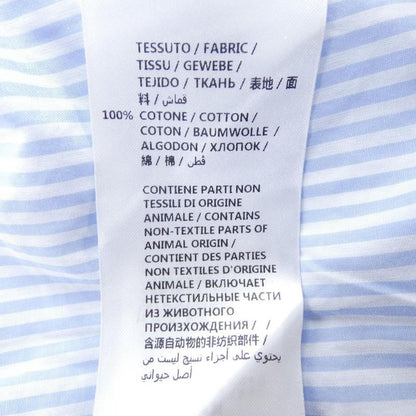 TESSUTO / FABRIC /
TISSU / GEWEBE /
TEJIDO / ТКАНЬ / 表地 / 面
料 / قماش /
100% COTONE / COTTON /
COTON / BAUMWOLLE /
ALGODON / ХЛОПОК /
綿 / 棉 / قطن
CONTIENE PARTI NON
TESSILI DI ORIGINE
ANIMALE / CONTAINS
NON-TEXTILE PARTS OF
ANIMAL ORIGIN /
CONTIENT DES PARTIES
NON TEXTILES D'ORIGINE
ANIMALE / ВКЛЮЧАЕТ
НЕТЕКСТИЛЬНЫЕ ЧАСТИ
ИЗ ЖИВОТНОГО
ПРОИСХОЖДЕНИЯ /
含源自动物的非纺织部件 /
يحتوي على أجزاء نسيج ليست من
أصل حيواني